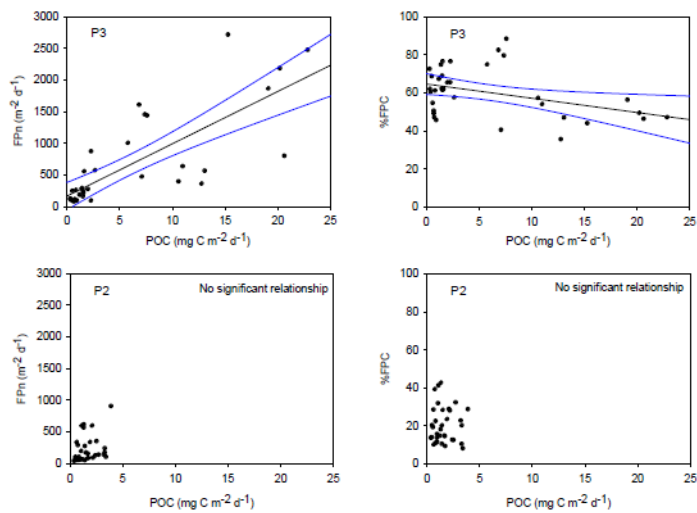 P3
FPn (m-2 d-1)
3000
2500
2000
1500
1000
500
0
0 5 10 15 20 25
POC (mg C m-2 d-1)
P3
%FPC
100
80
60
40
20
0
0 5 10 15 20 25
POC (mg C m-2 d-1)
P2 No significant relationship
FPn (m-2 d-1)
3000
2500
2000
1500
1000
500
0
0 5 10 15 20 25
POC (mg C m-2 d-1)
P2 No significant relationship
%FPC
100
80
60
40
20
0
0 5 10 15 20 25
POC (mg C m-2 d-1)